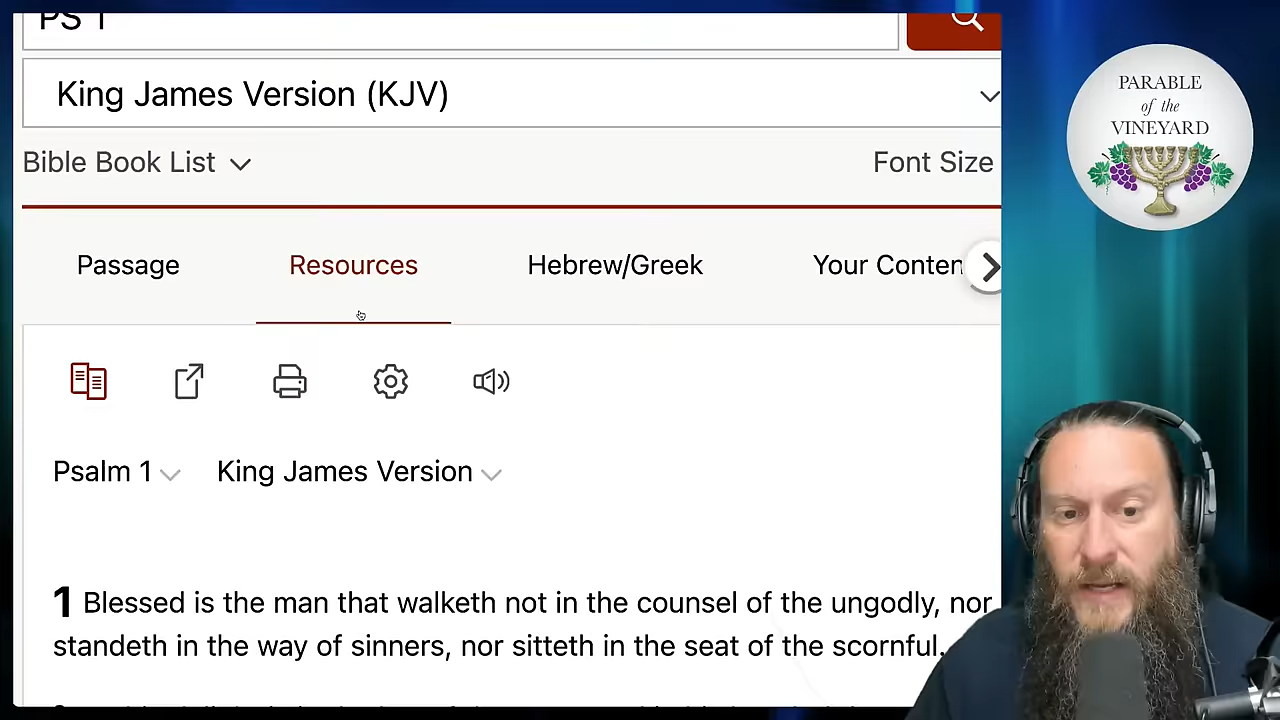 PS 1
King James Version (KJV)
Bible Book List
Font Size
Passage
Resources
Hebrew/Greek
Your Conten
Psalm 1
King James Version
1 Blessed is the man that walketh not in the counsel of the ungodly, nor
standeth in the way of sinners, nor sitteth in the seat of the scornful.
PARABLE
of the
VINEYARD